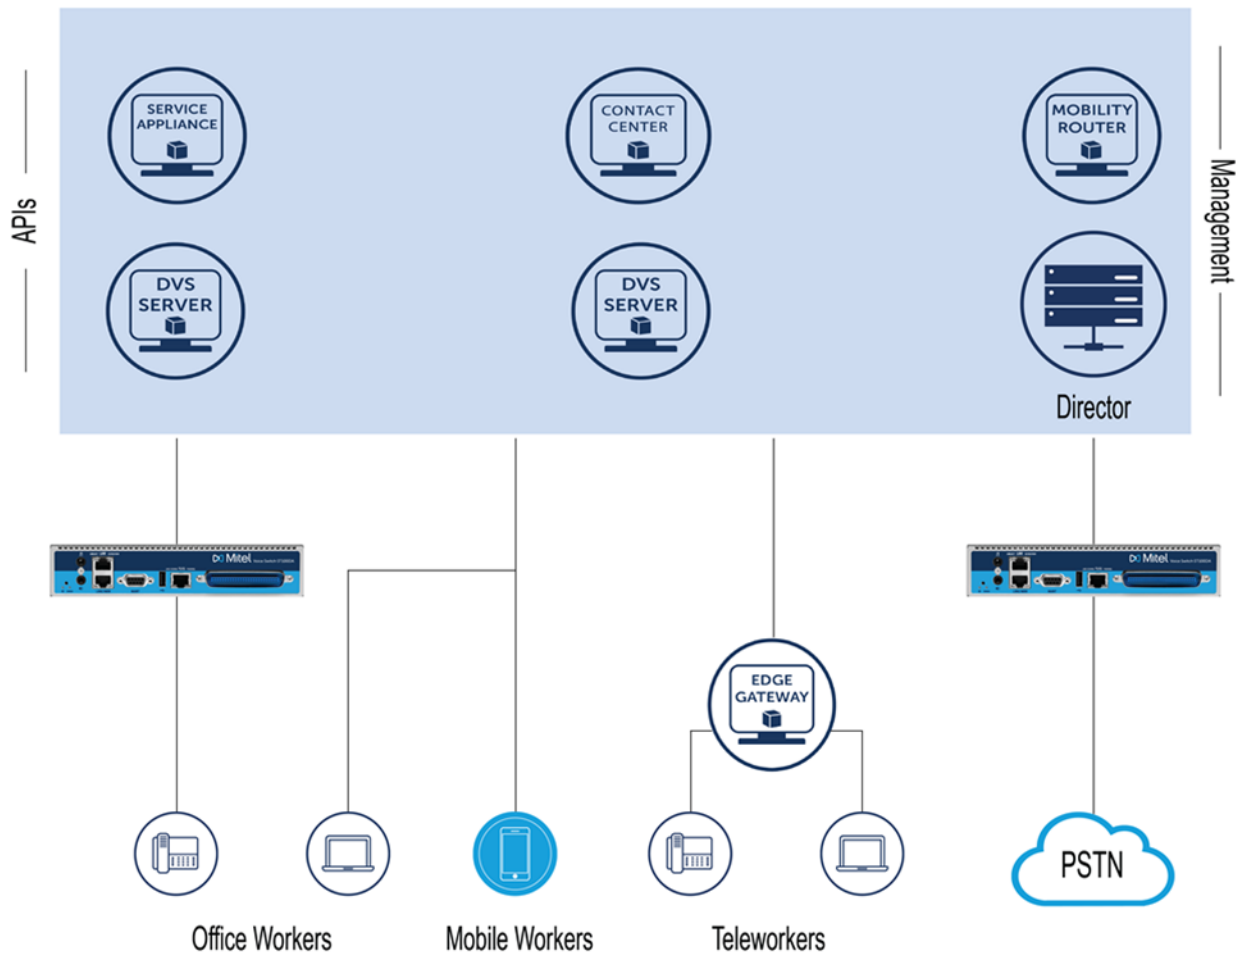 APIs
SERVICE
APPLIANCE
CONTACT
CENTER
MOBILITY
ROUTER
Management
DVS
SERVER
DVS
SERVER
Director
Mitel
Mitel
EDGE
GATEWAY
PSTN
Office Workers
Mobile Workers
Teleworkers